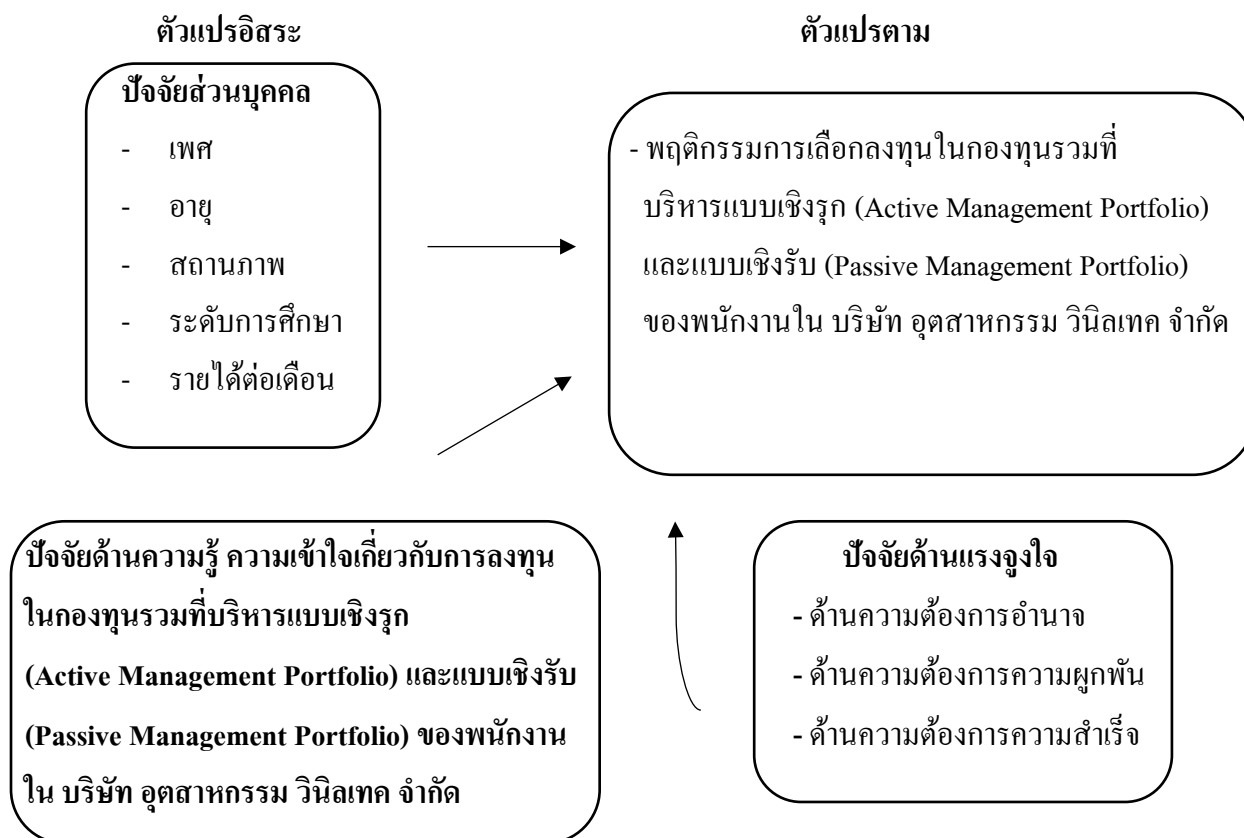 ตัวแปรอิสระ
ตัวแปรตาม
ปัจจัยส่วนบุคคล
- เพศ
- อายุ
- สถานภาพ
- ระดับการศึกษา
- รายได้ต่อเดือน
- พฤติกรรมการเลือกลงทุนในกองทุนรวมที่
บริหารแบบเชิงรุก (Active Management Portfolio)
และแบบเชิงรับ (Passive Management Portfolio)
ของพนักงานใน บริษัท อุตสาหกรรม วินิลเทค จำกัด
ปัจจัยด้านความรู้ ความเข้าใจเกี่ยวกับการลงทุน
ในกองทุนรวมที่บริหารแบบเชิงรุก
(Active Management Portfolio) และแบบเชิงรับ
(Passive Management Portfolio) ของพนักงาน
ใน บริษัท อุตสาหกรรม วินิลเทค จำกัด
ปัจจัยด้านแรงจูงใจ
- ด้านความต้องการอำนาจ
- ด้านความต้องการความผูกพัน
- ด้านความต้องการความสำเร็จ